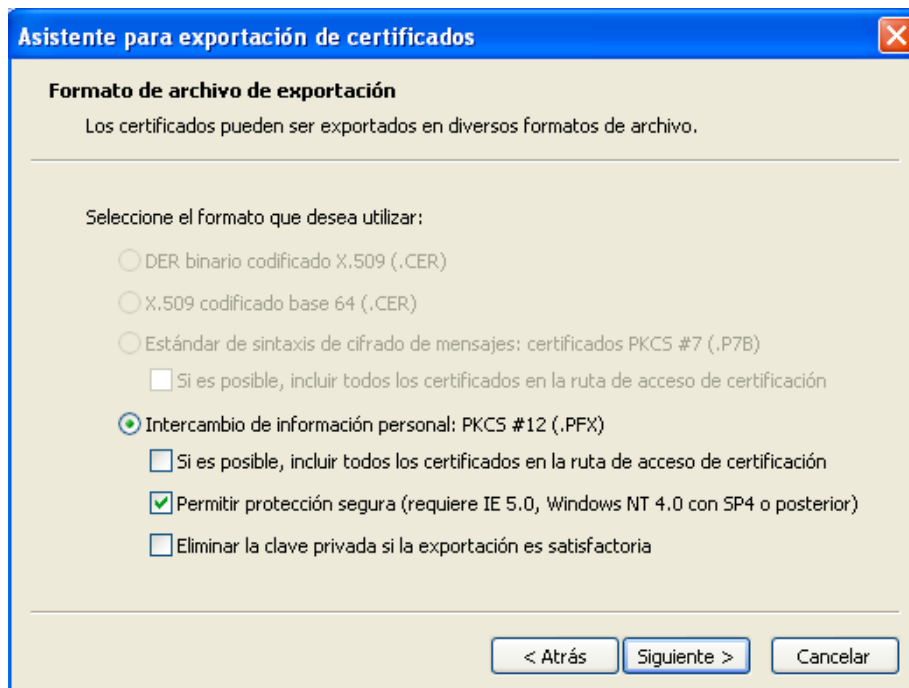 Asistente para exportación de certificados
Formato de archivo de exportación
Los certificados pueden ser exportados en diversos formatos de archivo.
Seleccione el formato que desea utilizar:
DER binario codificado X.509 (.CER)
X.509 codificado base 64 (.CER)
Estándar de sintaxis de cifrado de mensajes: certificados PKCS #7 (.P7B)
Si es posible, incluir todos los certificados en la ruta de acceso de certificación
Intercambio de información personal: PKCS #12 (.PFX)
Si es posible, incluir todos los certificados en la ruta de acceso de certificación
Permitir protección segura (requiere IE 5.0, Windows NT 4.0 con SP4 o posterior)
Eliminar la clave privada si la exportación es satisfactoria
< Atrás Siguiente > Cancelar